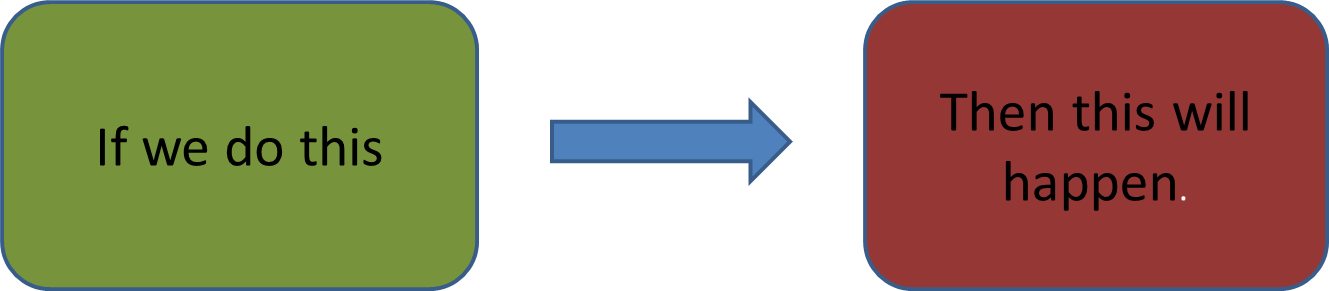 If we do this
Then this will
happen.